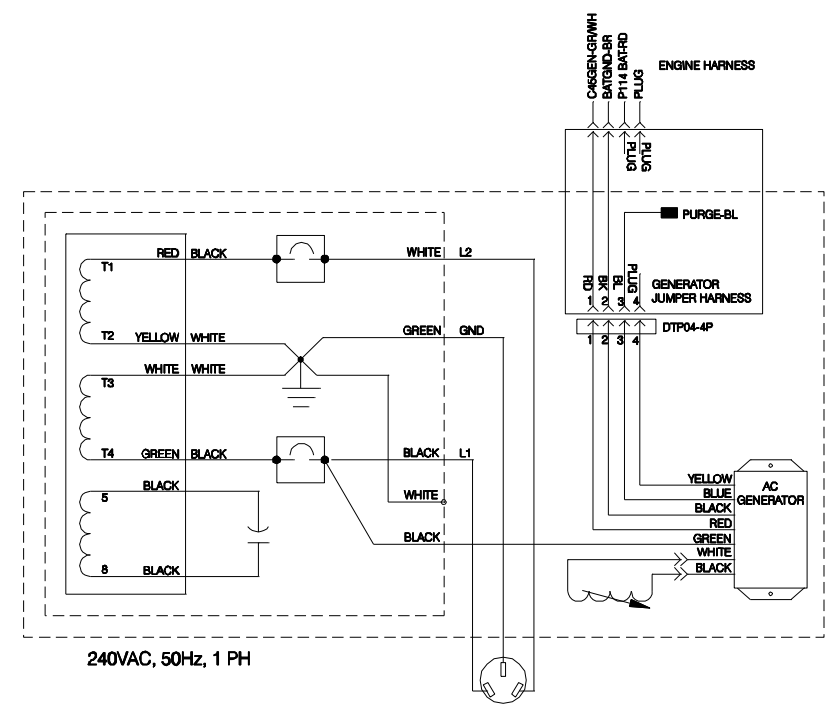 C46GEN-GR/WH
BATGND-BR
P114 BAT-RD
PLUG
ENGINE HARNESS
PLUG
PLUG
PURGE-BL
RD
BK
BL
PLUG
1 2 3 4
GENERATOR
JUMPER HARNESS
DTP04-4P
1 2 3 4
T1
RED BLACK
WHITE L2
T2
YELLOW WHITE
GREEN GND
T3
WHITE WHITE
T4
GREEN BLACK
BLACK L1
5
BLACK
WHITE
8
BLACK
BLACK
YELLOW
BLUE
BLACK
RED
GREEN
WHITE
BLACK
AC
GENERATOR
240VAC, 50Hz, 1 PH